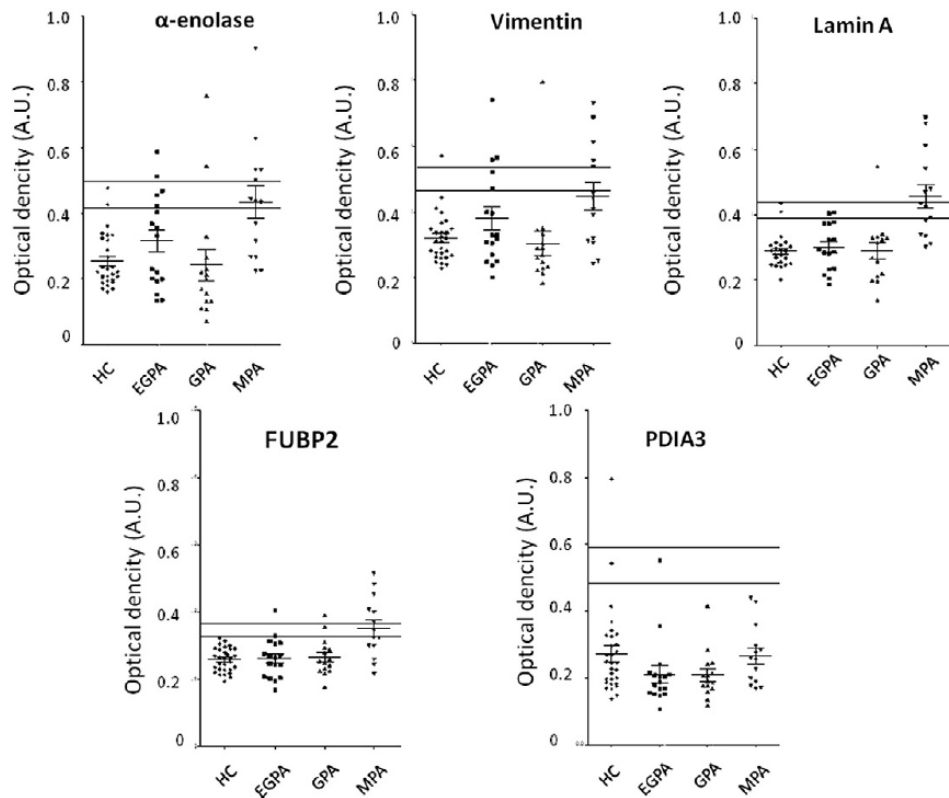 α-enolase
Optical dencity (A.U.)
1.0
0.8
0.6
0.4
0.2
0
HC
EGPA
GPA
MPA
Vimentin
Optical dencity (A.U.)
1.0
0.8
0.6
0.4
0.2
0
HC
EGPA
GPA
MPA
Lamin A
Optical dencity (A.U.)
1.0
0.8
0.6
0.4
0.2
0
HC
EGPA
GPA
MPA
FUBP2
Optical dencity (A.U.)
1.0
0.8
0.6
0.4
0.2
0
HC
EGPA
GPA
MPA
PDIA3
Optical dencity (A.U.)
1.0
0.8
0.6
0.4
0.2
0
HC
EGPA
GPA
MPA